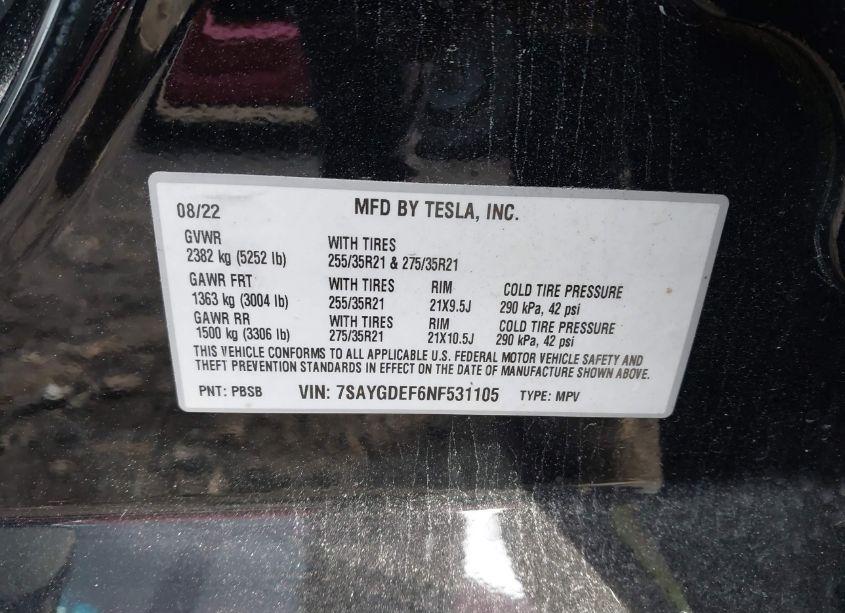 08/22 MFD BY TESLA, INC.
GVWR
2382 kg (5252 lb)
WITH TIRES
255/35R21 & 275/35R21
GAWR FRT
1363 kg (3004 lb)
WITH TIRES
255/35R21
RIM
21X9.5J
COLD TIRE PRESSURE
290 kPa, 42 psi
GAWR RR
1500 kg (3306 lb)
WITH TIRES
275/35R21
RIM
21X10.5J
COLD TIRE PRESSURE
290 kPa, 42 psi
THIS VEHICLE CONFORMS TO ALL APPLICABLE U.S. FEDERAL MOTOR VEHICLE SAFETY AND
THEFT PREVENTION STANDARDS IN EFFECT ON THE DATE OF MANUFACTURE SHOWN ABOVE.
PNT: PBSB VIN: 7SAYGDEF6NF531105 TYPE: MPV